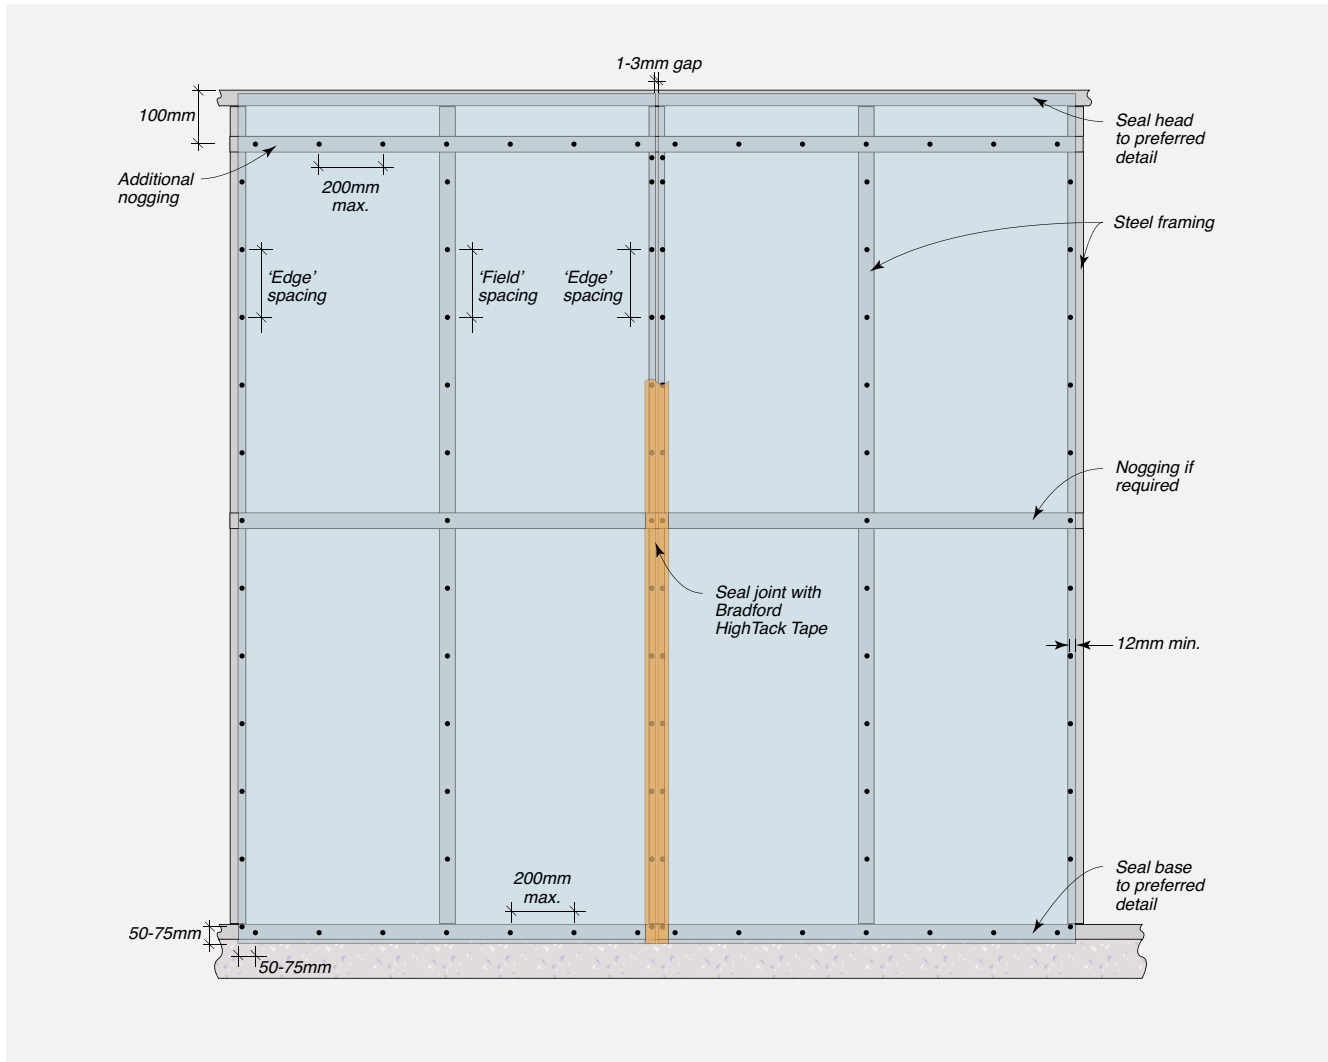 1-3mm gap
100mm
Seal head
to preferred
detail
Additional
nogging
200mm
max.
Steel framing
‘Edge’
spacing
‘Field’
spacing
‘Edge’
spacing
Nogging if
required
Seal joint with
Bradford
HighTack Tape
12mm min.
Seal base
to preferred
detail
200mm
max.
50-75mm
50-75mm